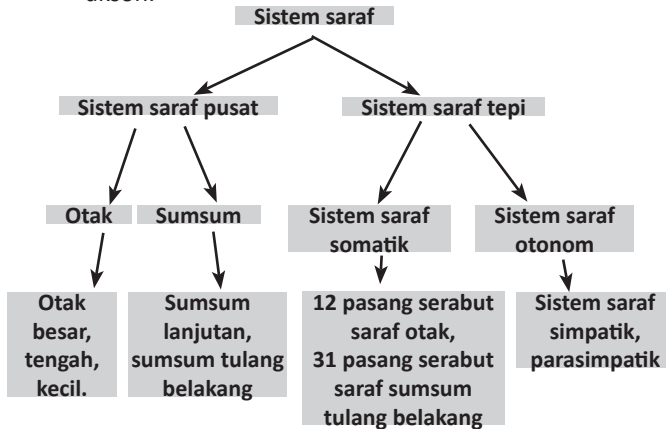 Sistem saraf
Sistem saraf pusat
Sistem saraf tepi
Otak
Sumsum
Sistem saraf
somatik
Sistem saraf
otonom
Otak
besar,
tengah,
kecil.
Sumsum
lanjutan,
sumsum tulang
belakang
12 pasang serabut
saraf otak,
31 pasang serabut
saraf sumsum
tulang belakang
Sistem saraf
simpatik,
parasimpatik